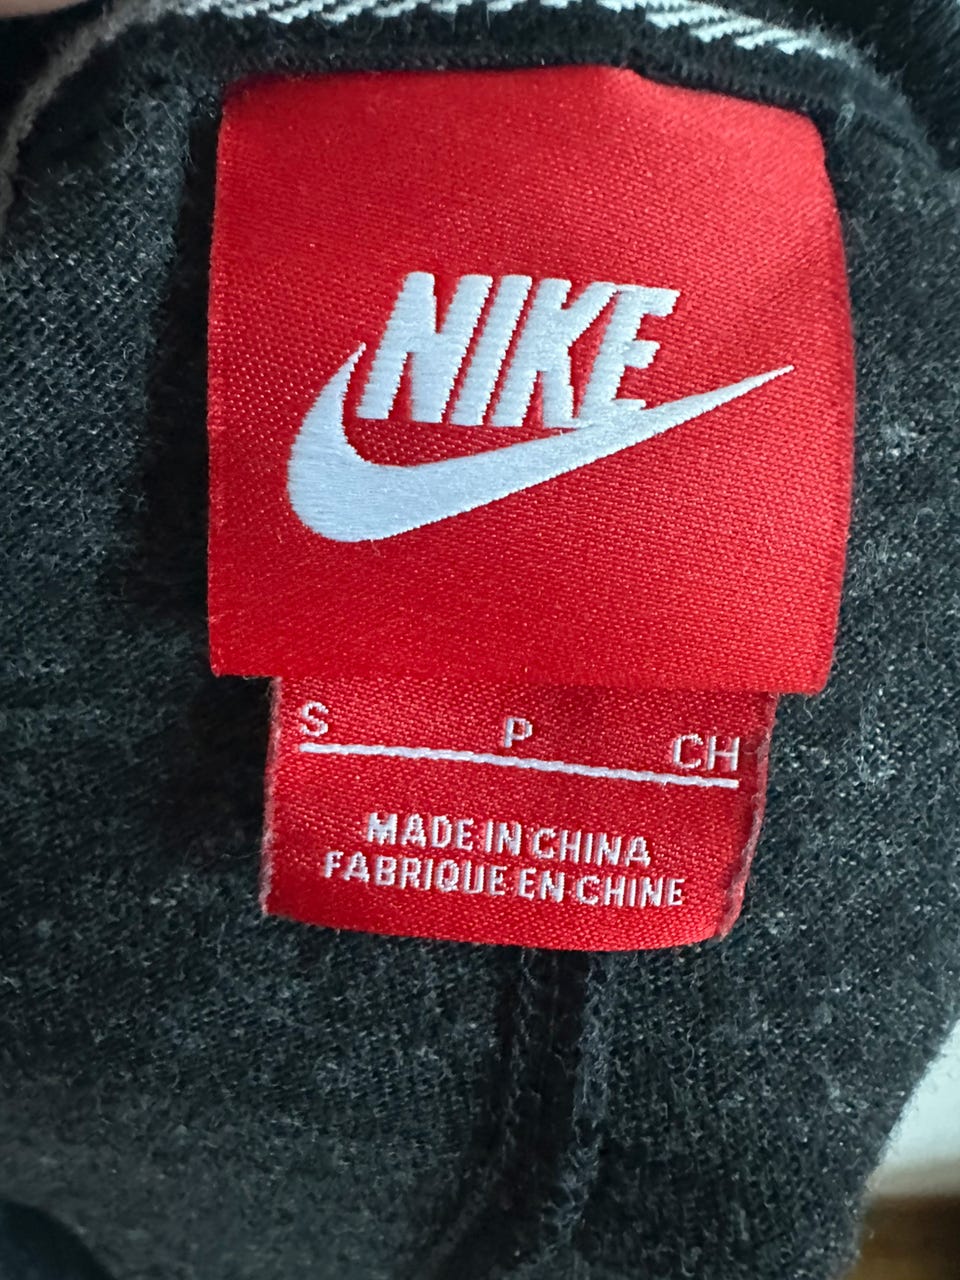 NIKE
S P CH
MADE IN CHINA
FABRIQUE EN CHINE